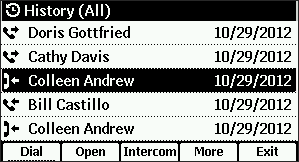 History (All)
Doris Gottfried 10/29/2012
Cathy Davis 10/29/2012
Colleen Andrew 10/29/2012
Bill Castillo 10/29/2012
Colleen Andrew 10/29/2012
Dial Open Intercom More Exit